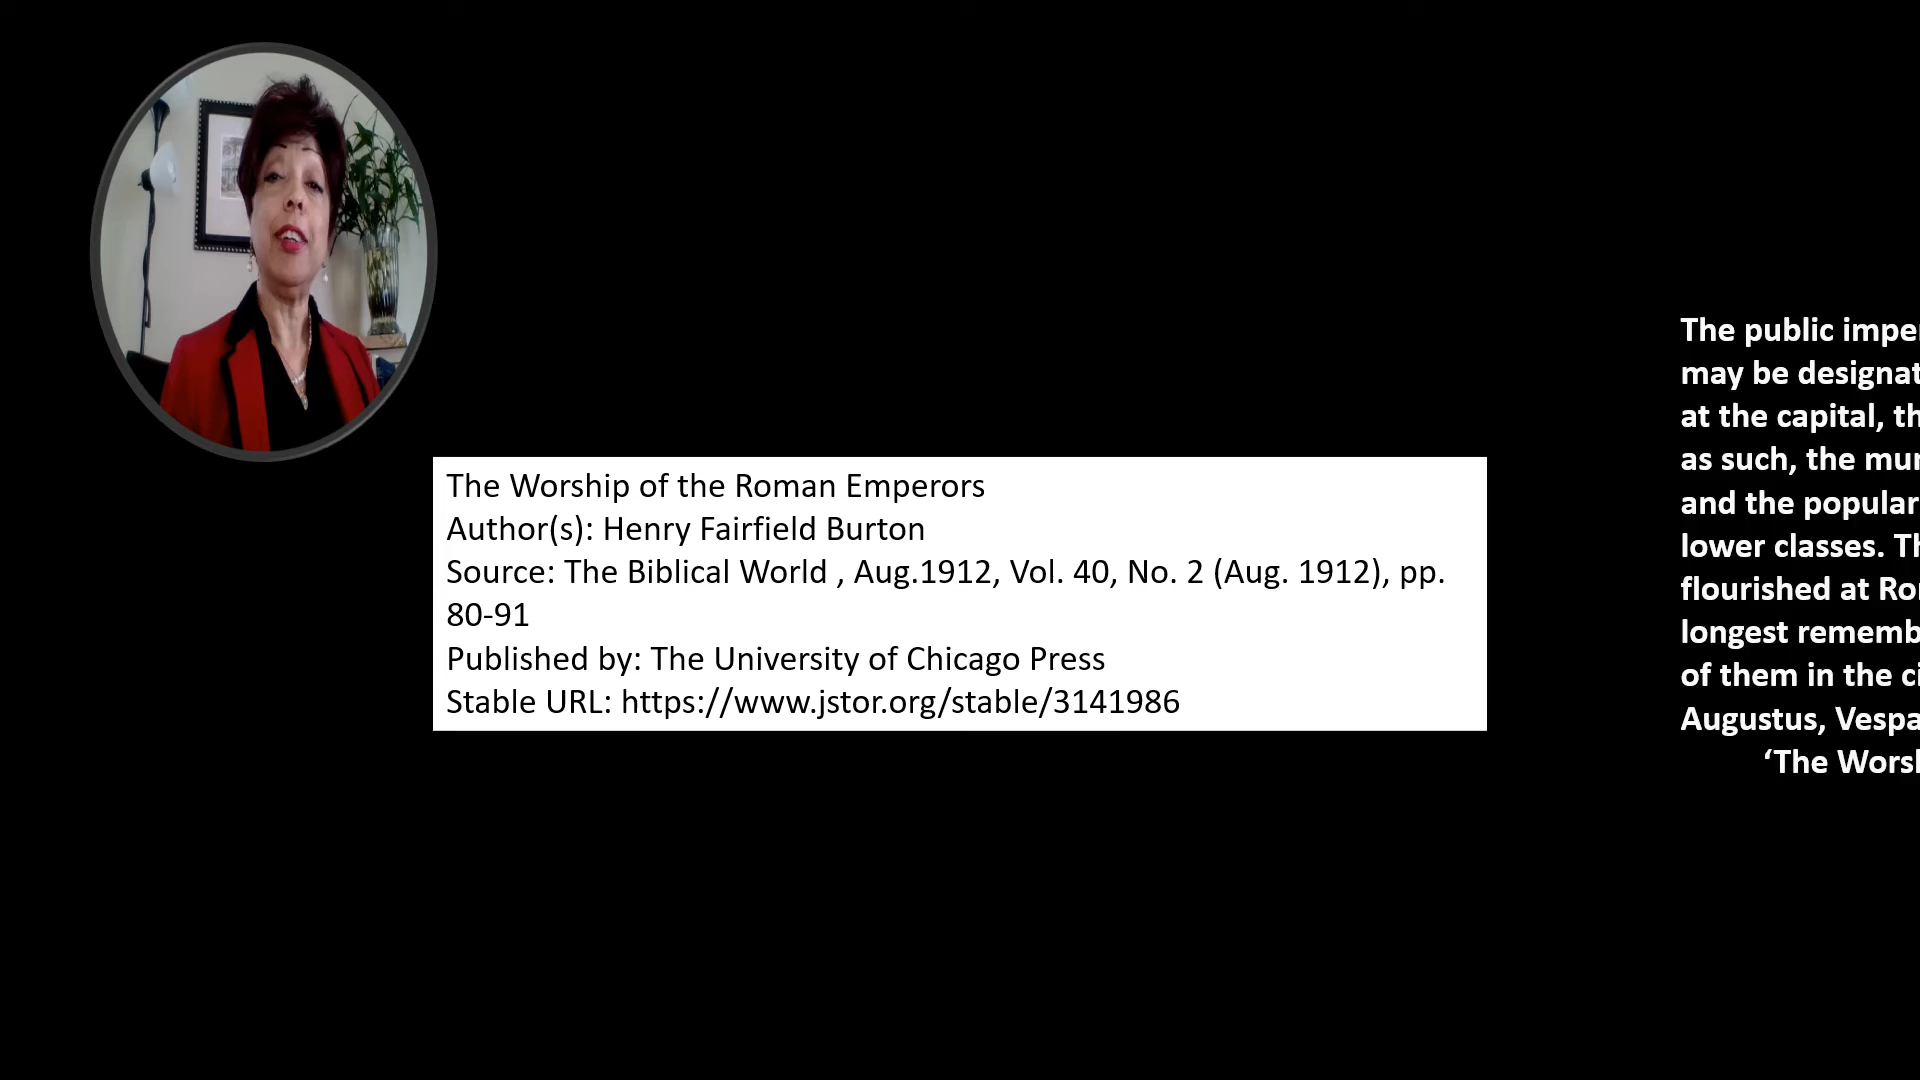 The Worship of the Roman Emperors
Author(s): Henry Fairfield Burton
Source: The Biblical World , Aug.1912, Vol. 40, No. 2 (Aug. 1912), pp.
80-91
Published by: The University of Chicago Press
Stable URL: https://www.jstor.org/stable/3141986
The public
may be
at the capital,
as such, the
and the popular
lower classes.
flourished at
longest
of them in the
Augustus,
‘The